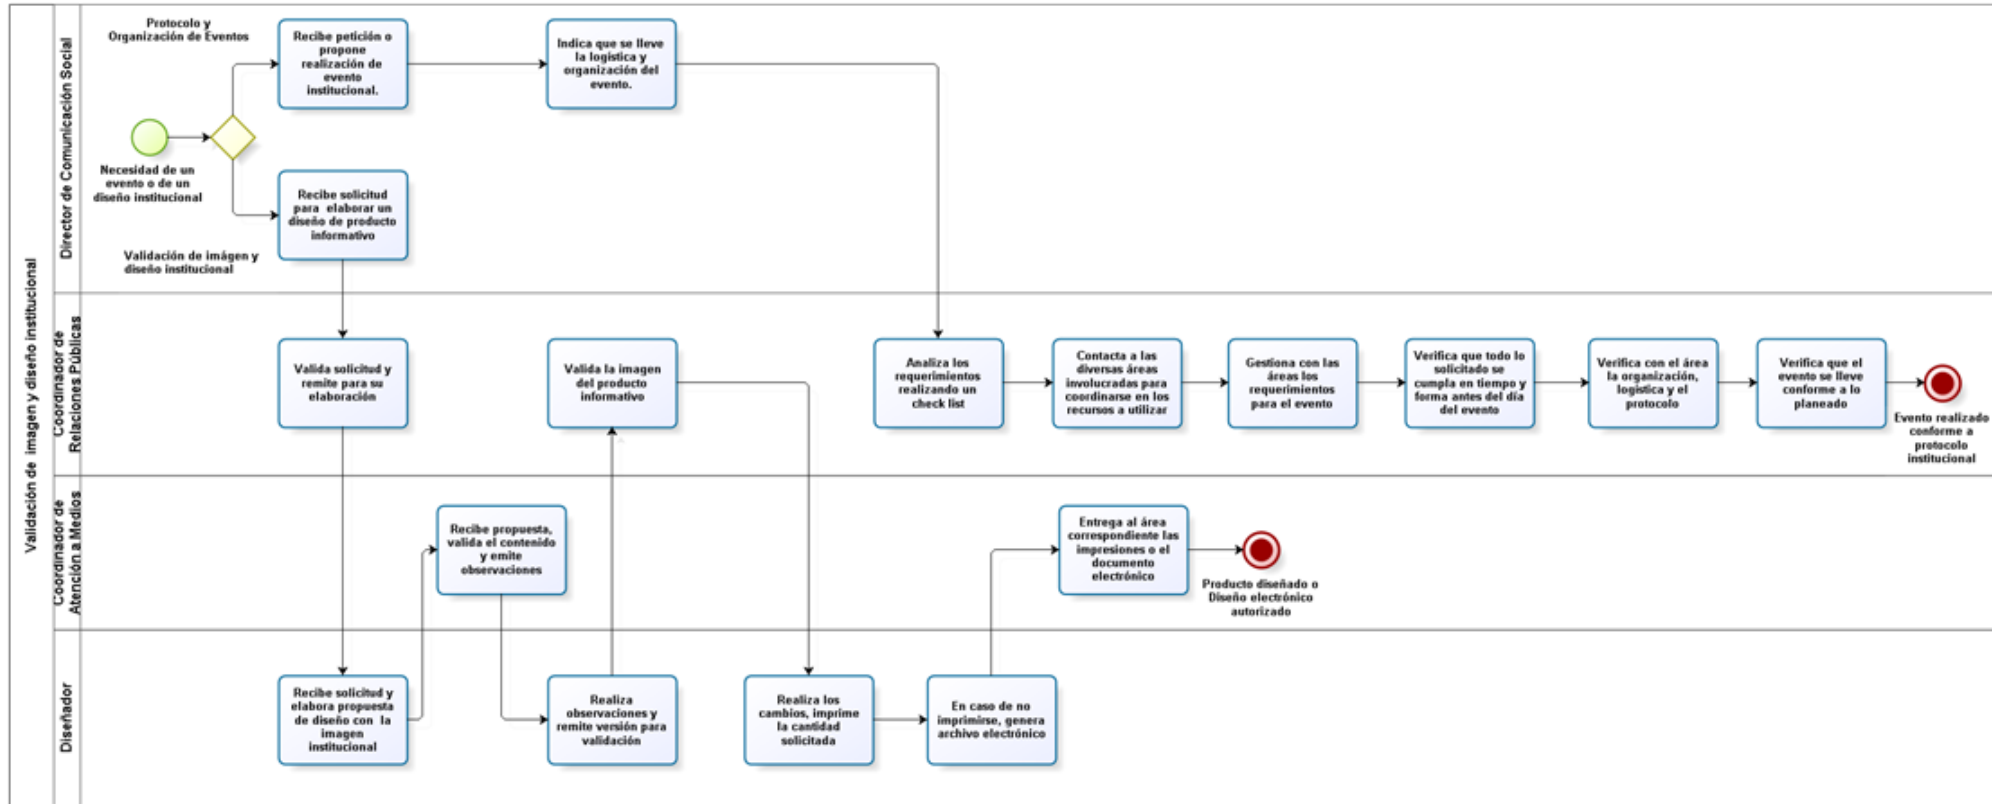 Validación de imagen y diseño institucional
Director de Comunicación Social
Protocolo y
Organización de Eventos
Necesidad de un
evento o de un
diseño institucional
Validación de imágen y
diseño institucional
Recibe petición o
propone
realización de
evento
institucional.
Indica que se lleve
la logística y
organización del
evento.
Recibe solicitud
para elaborar un
diseño de producto
informativo
Coordinador de
Relaciones Públicas
Valida solicitud y
remite para su
elaboración
Valida la imagen
del producto
informativo
Analiza los
requerimientos
realizando un
check list
Contacta a las
diversas áreas
involucradas para
coordinarse en los
recursos a utilizar
Gestiona con las
áreas los
requerimientos
para el evento
Verifica que todo lo
solicitado se
cumpla en tiempo y
forma antes del día
del evento
Verifica con el área
la organización,
logística y el
protocolo
Verifica que el
evento se lleve
conforme a lo
planeado
Evento realizado
conforme a
protocolo
institucional
Coordinador de
Atención a Medios
Recibe propuesta,
valida el contenido
y emite
observaciones
Entrega al área
correspondiente las
impresiones o el
documento
electrónico
Producto diseñado o
Diseño electrónico
autorizado
Diseñador
Recibe solicitud y
elabora propuesta
de diseño con la
imagen
institucional
Realiza
observaciones y
remite versión para
validación
Realiza los
cambios, imprime
la cantidad
solicitada
En caso de no
imprimirse, genera
archivo electrónico